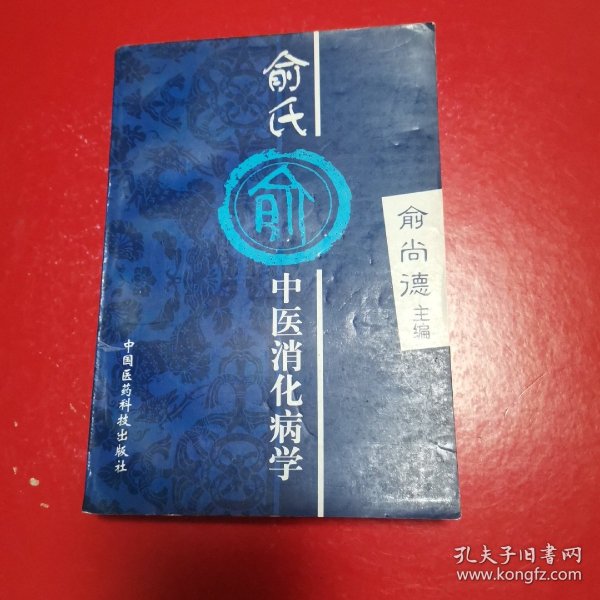 俞氏
俞
中医消化病学
俞尚德主编
中国医药科技出版社
孔夫子旧书网
www.kongfz.com